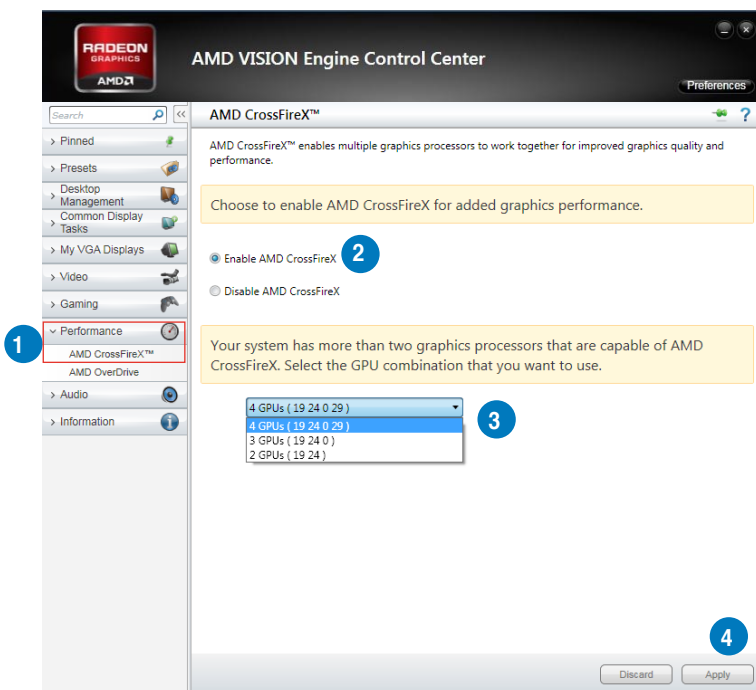 RADEON
GRAPHICS
AMD
AMD VISION Engine Control Center
Preferences
Search
<<
AMD CrossFireX™
?
> Pinned
> Presets
> Desktop
Management
> Common Display
Tasks
> My VGA Displays
> Video
> Gaming
Performance
AMD CrossFireX™
AMD OverDrive
> Audio
> Information
1
AMD CrossFireX™ enables multiple graphics processors to work together for improved graphics quality and
performance.
Choose to enable AMD CrossFireX for added graphics performance.
Enable AMD CrossFireX
2
Disable AMD CrossFireX
Your system has more than two graphics processors that are capable of AMD
CrossFireX. Select the GPU combination that you want to use.
4 GPUs ( 19 24 0 29 )
4 GPUs ( 19 24 0 29 )
3 GPUs ( 19 24 0 )
2 GPUs ( 19 24 )
3
4
Discard
Apply